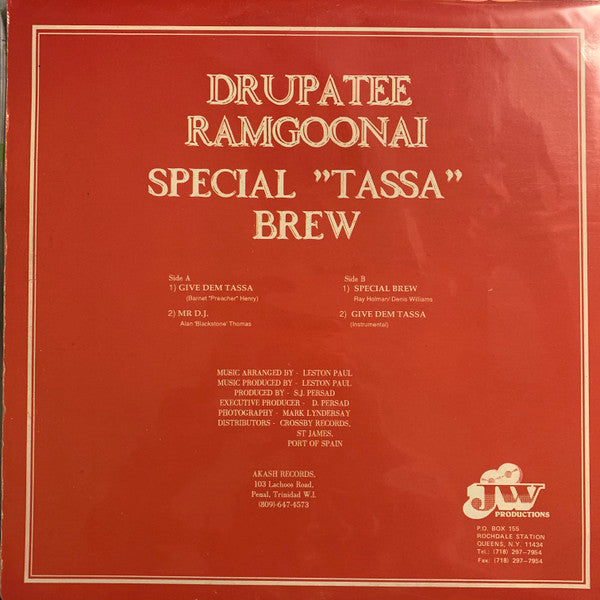 DRUPATEE
RAMGOONAI
SPECIAL "TASSA"
BREW
Side A
1) GIVE DEM TASSA
(Barnet "Preacher" Henry)
2) MR D.J.
Alan 'Blackstone' Thomas
Side B
1) SPECIAL BREW
Ray Holman/ Denis Williams
2) GIVE DEM TASSA
(Instrumental)
MUSIC ARRANGED BY - LESTON PAUL
MUSIC PRODUCED BY - LESTON PAUL
PRODUCED BY - S.J. PERSAD
EXECUTIVE PRODUCER - D. PERSAD
PHOTOGRAPHY - MARK LYNDERSAY
DISTRIBUTORS - CROSSBY RECORDS,
ST JAMES,
PORT OF SPAIN
AKASH RECORDS,
103 Lachoos Road,
Penal, Trinidad W.I.
(809)-647-4573
JW
PRODUCTIONS
P.O. BOX 155
ROCHDALE STATION
QUEENS, N.Y. 11434
Tel.: (718) 297-7954
Fax: (718) 297-7954